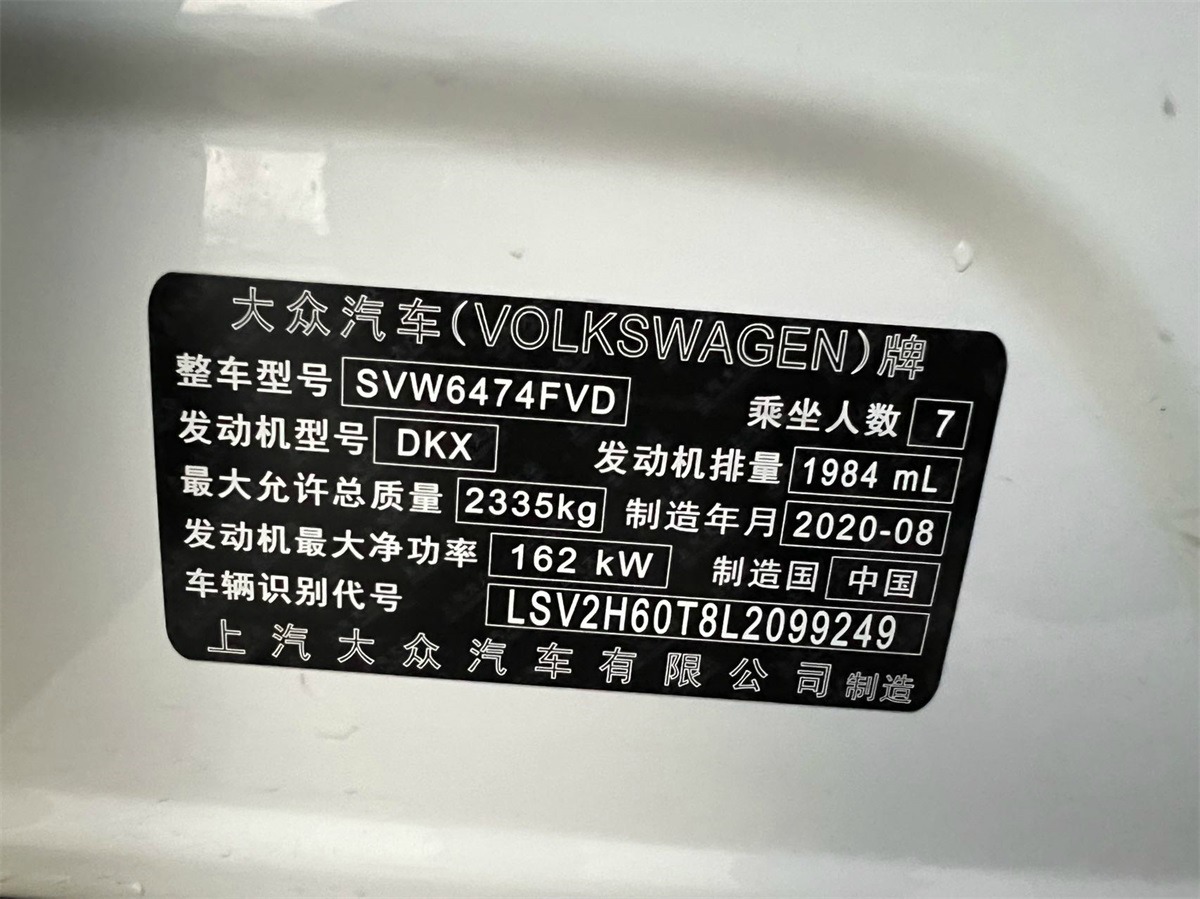 大众汽车(VOLKSWAGEN)牌
整车型号 SVW6474FVD 乘坐人数 7
发动机型号 DKX 发动机排量 1984 mL
最大允许总质量 2335kg 制造年月 2020-08
发动机最大净功率 162 kW 制造国 中国
车辆识别代号 LSV2H60T8L2099249
上汽大众汽车有限公司制造